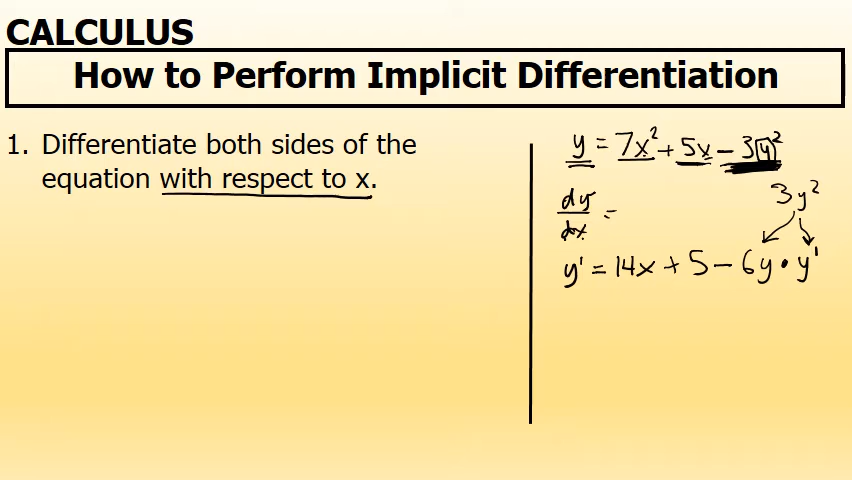 CALCULUS
How to Perform Implicit Differentiation
1. Differentiate both sides of the
equation with respect to x.
y = 7x² + 5x - 3y²
dy/dx =
3y²
y' = 14x + 5 - 6y · y'